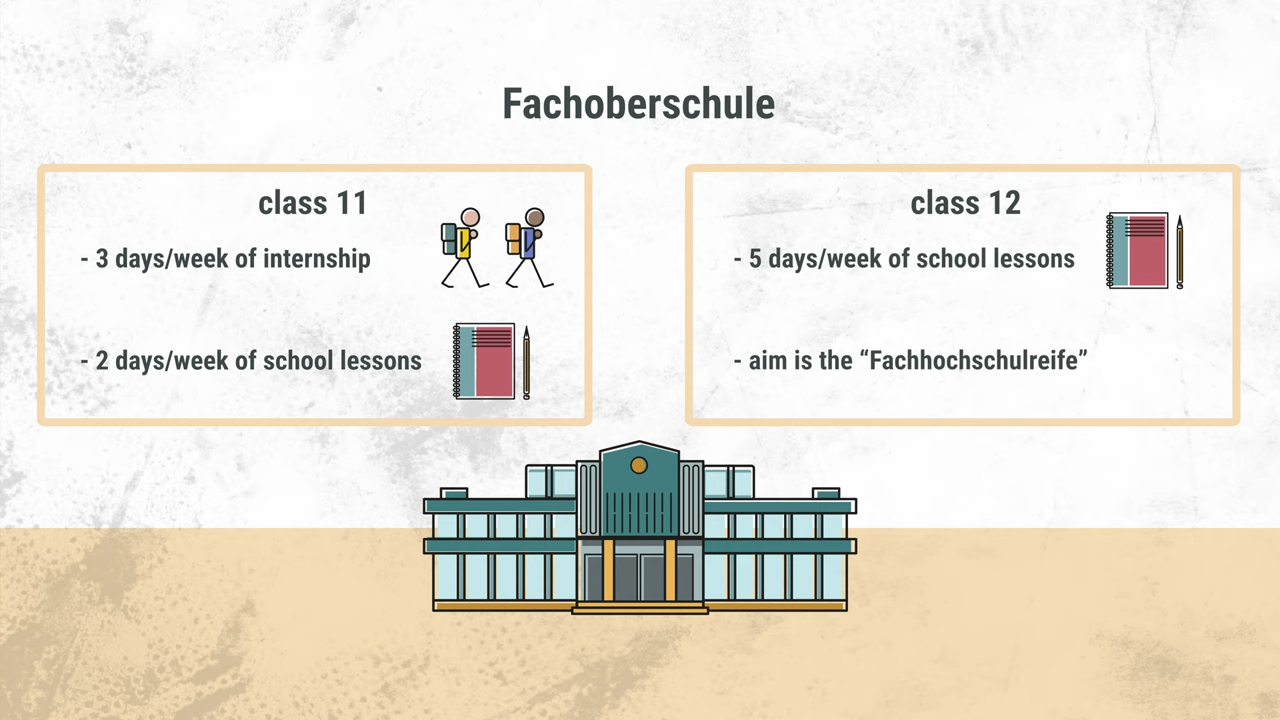 Fachoberschule
class 11
- 3 days/week of internship
- 2 days/week of school lessons
class 12
- 5 days/week of school lessons
- aim is the “Fachhochschulreife”